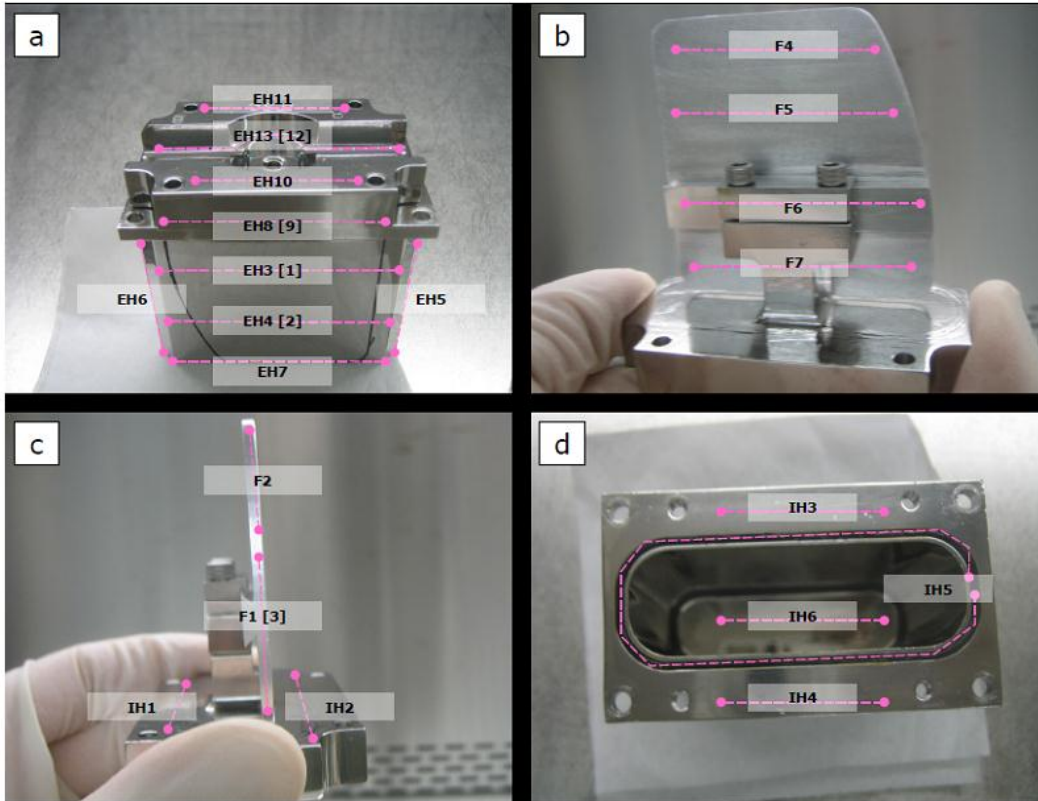 a
EH11
EH13 [12]
EH10
EH8 [9]
EH3 [1]
EH6
EH5
EH4 [2]
EH7
b
F4
F5
F6
F7
c
F2
F1 [3]
IH1
IH2
d
IH3
IH5
IH6
IH4